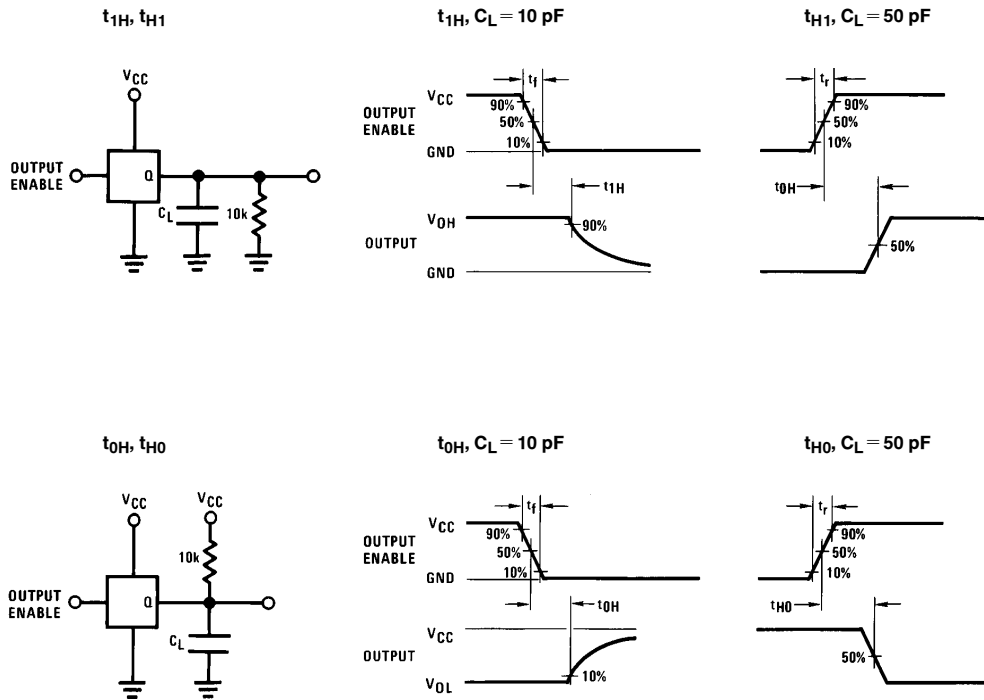 t1H, tH1
VCC
OUTPUT
ENABLE
Q
CL
10k
t1H, CL = 10 pF
tf
VCC
OUTPUT
ENABLE
GND
90%
50%
10%
t1H
VOH
OUTPUT
GND
90%
tH1, CL = 50 pF
tr
90%
50%
10%
t0H
50%
t0H, tH0
VCC
VCC
10k
OUTPUT
ENABLE
Q
CL
t0H, CL = 10 pF
tf
VCC
OUTPUT
ENABLE
GND
90%
50%
10%
t0H
VCC
OUTPUT
VOL
10%
tH0, CL = 50 pF
tr
90%
50%
10%
tH0
50%